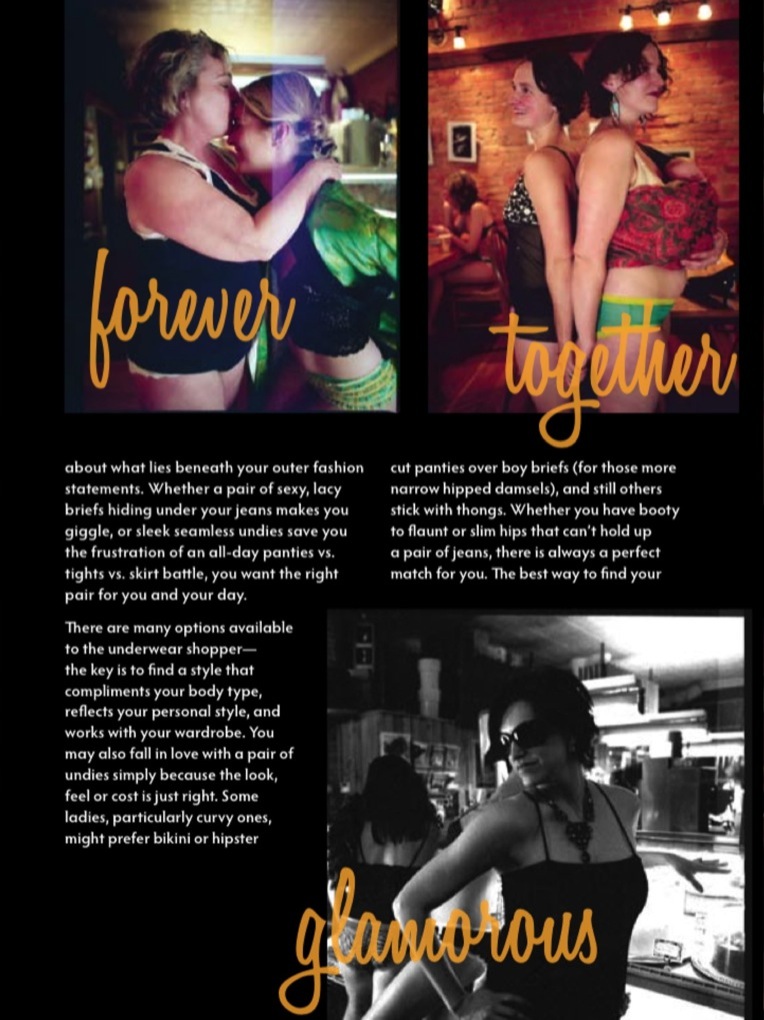 forever
together
about what lies beneath your outer fashion
statements. Whether a pair of sexy, lacy
briefs hiding under your jeans makes you
giggle, or sleek seamless undies save you
the frustration of an all-day panties vs.
tights vs. skirt battle, you want the right
pair for you and your day.
There are many options available
to the underwear shopper—
the key is to find a style that
compliments your body type,
reflects your personal style, and
works with your wardrobe. You
may also fall in love with a pair of
undies simply because the look,
feel or cost is just right. Some
ladies, particularly curvy ones,
might prefer bikini or hipster
cut panties over boy briefs (for those more
narrow hipped damsels), and still others
stick with thongs. Whether you have booty
to flaunt or slim hips that can't hold up
a pair of jeans, there is always a perfect
match for you. The best way to find your
glamorous